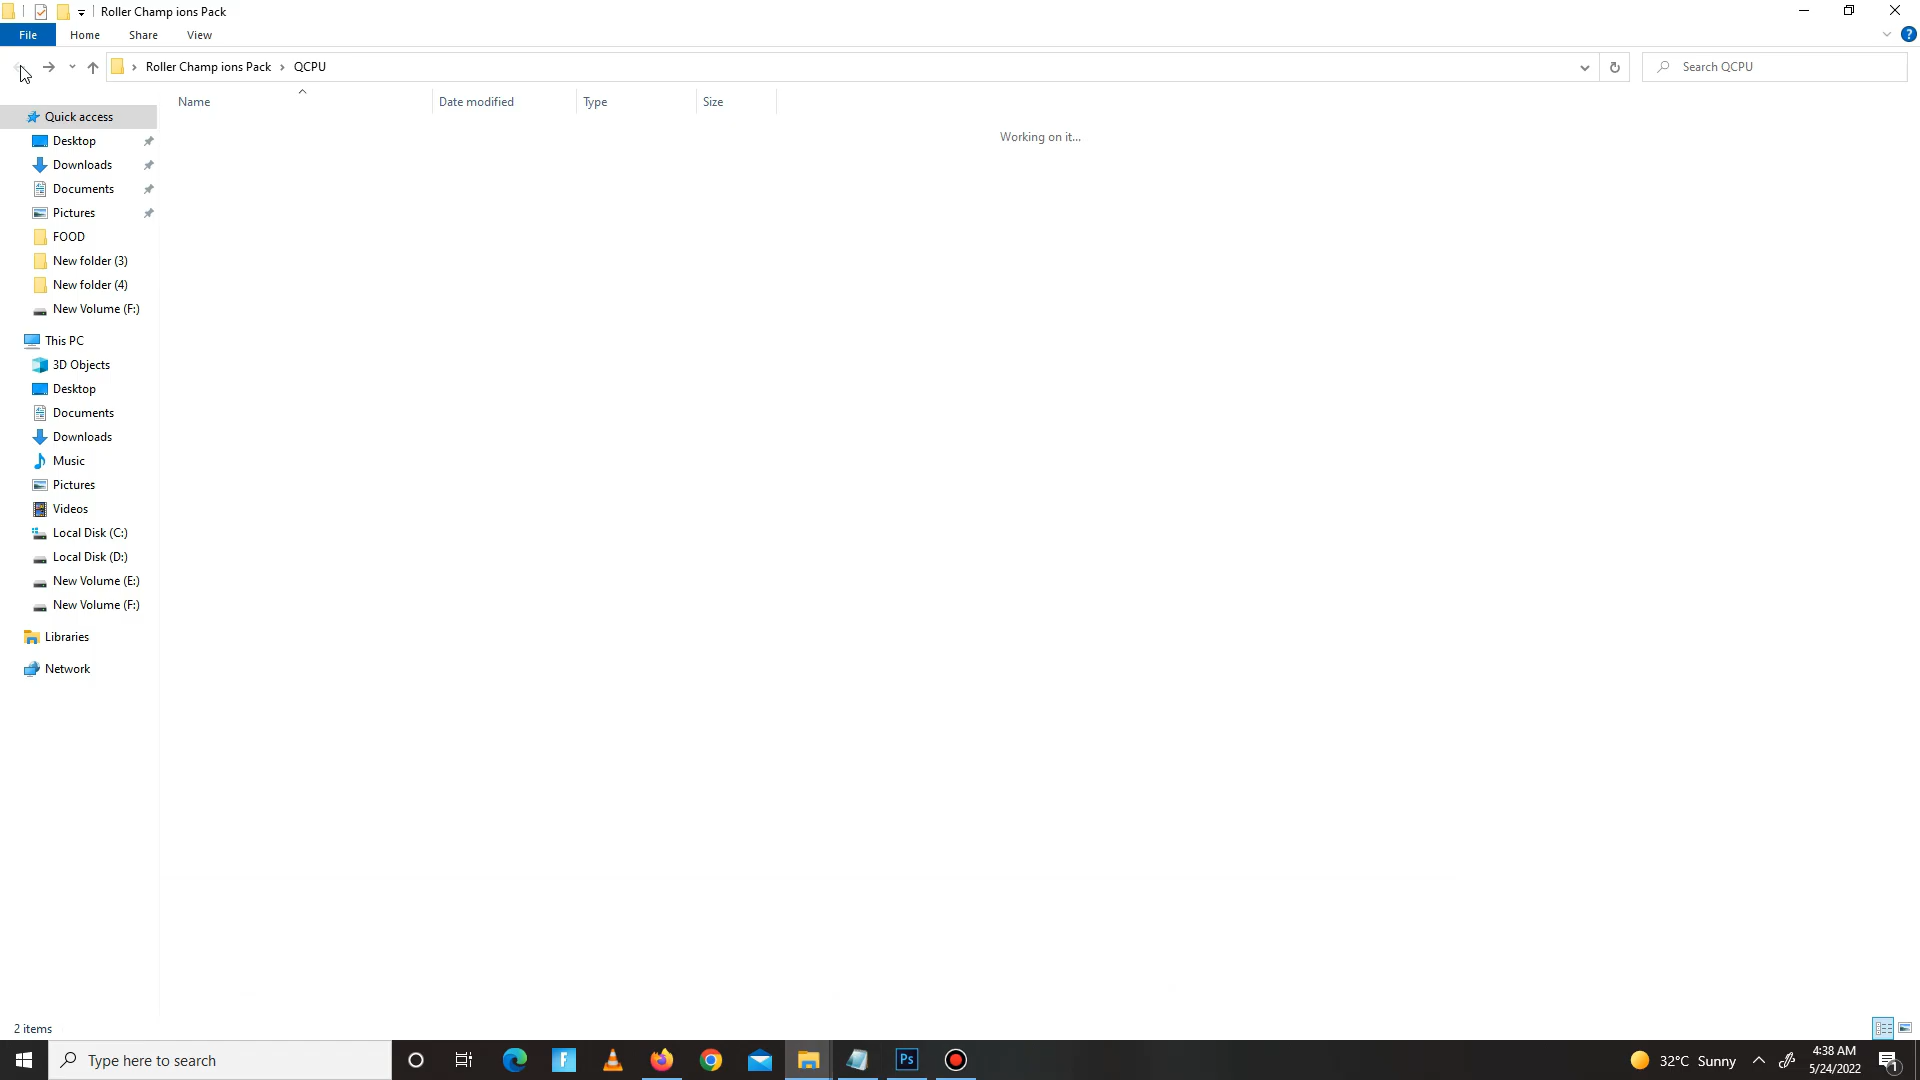 Roller Champ ions Pack
File Home Share View
?
Roller Champ ions Pack QCPU
Search QCPU
Name Date modified Type Size
Working on it...
Quick access
Desktop
Downloads
Documents
Pictures
FOOD
New folder (3)
New folder (4)
New Volume (F:)
This PC
3D Objects
Desktop
Documents
Downloads
Music
Pictures
Videos
Local Disk (C:)
Local Disk (D:)
New Volume (E:)
New Volume (F:)
Libraries
Network
2 items
Type here to search
Ps
32°C Sunny
4:38 AM
5/24/2022
1